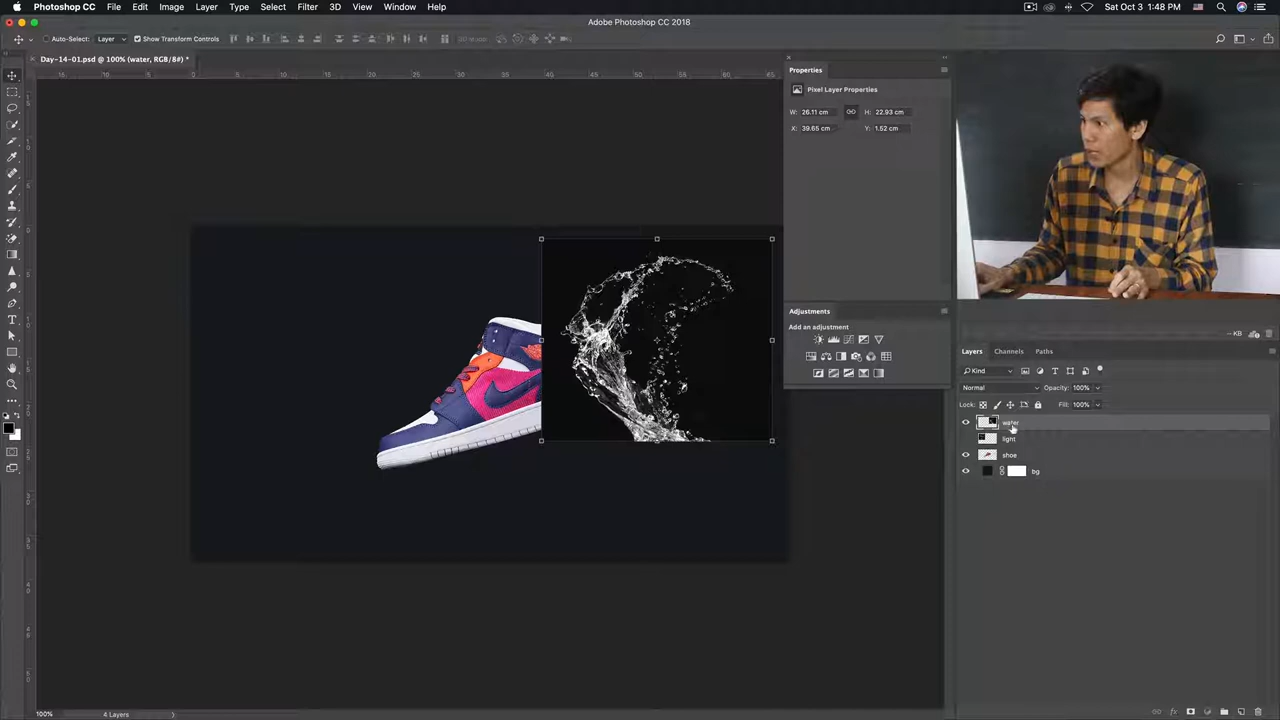 Photoshop CC File Edit Image Layer Type Select Filter 3D View Window Help
Sat Oct 3 1:48 PM
Adobe Photoshop CC 2018
Auto-Select: Layer Show Transform Controls
Day-14-01.psd @ 100% (water, RGB/8#) *
Properties
Pixel Layer Properties
W: 26.11 cm H: 22.93 cm
X: 39.65 cm Y: 1.52 cm
Adjustments
Add an adjustment
- KB
Layers Channels Paths
Kind
Normal Opacity: 100%
Lock: Fill: 100%
water
light
shoe
bg
100% 4 Layers